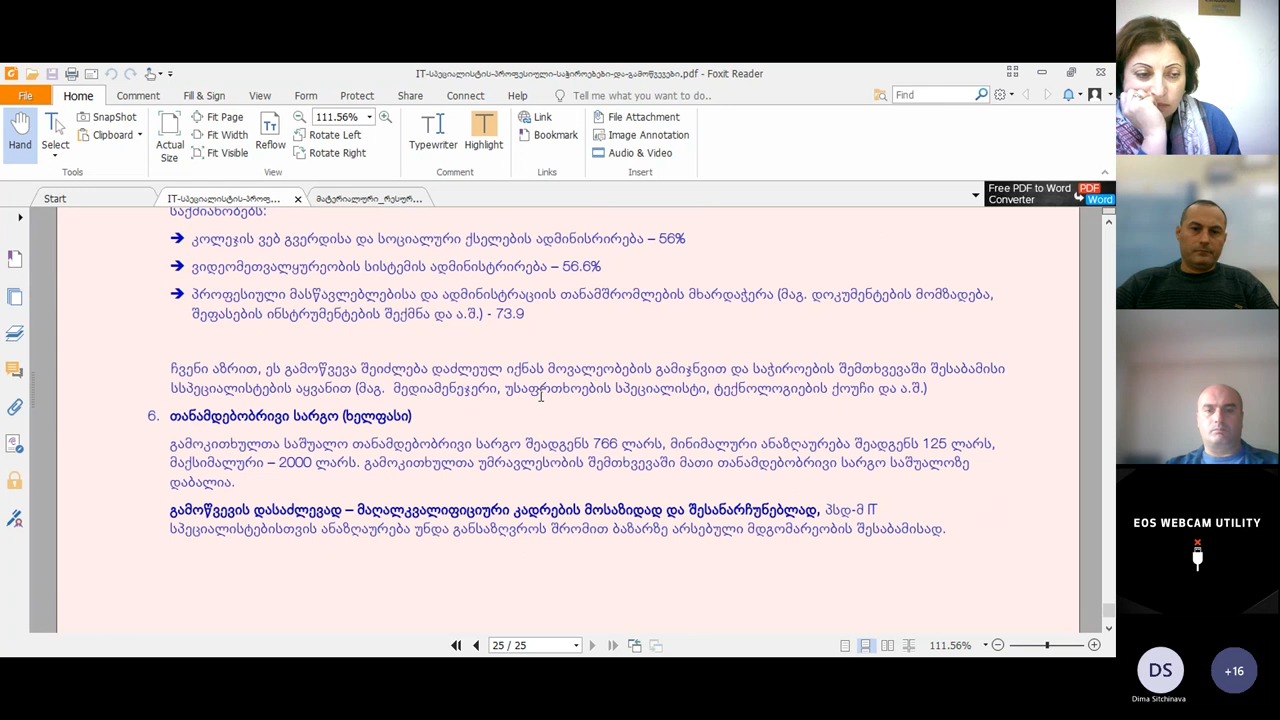 IT-სპეციალისტის-პროფესიული-საჭიროებები-და-გამოწვევები.pdf - Foxit Reader
File Home Comment Fill & Sign View Form Protect Share Connect Help Tell me what you want to do.. Find
Hand
Select
SnapShot
Clipboard
Tools
Actual Size
Fit Page
Fit Width
Fit Visible
Reflow
111.56%
Rotate Left
Rotate Right
View
Typewriter
Highlight
Comment
Link
Bookmark
Links
File Attachment
Image Annotation
Audio & Video
Insert
Start
IT-სპეციალისტის-პროფ...
მატერიალური_რესურ...
Free PDF to Word Converter
PDF
Word
საქმიანობებს:
კოლეჯის ვებ გვერდისა და სოციალური ქსელების ადმინისრირება – 56%
ვიდეომეთვალყურეობის სისტემის ადმინისტრირება – 56.6%
პროფესიული მასწავლებლებისა და ადმინისტრაციის თანამშრომლების მხარდაჭერა (მაგ. დოკუმენტების მომზადება,
შეფასების ინსტრუმენტების შექმნა და ა.შ.) - 73.9
ჩვენი აზრით, ეს გამოწვევა შეიძლება დაძლეულ იქნას მოვალეობების გამიჯნვით და საჭიროების შემთხვევაში შესაბამისი
სსპეციალისტების აყვანით (მაგ. მედიამენეჯერი, უსაფრთხოების სპეციალისტი, ტექნოლოგიების ქოუჩი და ა.შ.)
6. თანამდებობრივი სარგო (ხელფასი)
გამოკითხულთა საშუალო თანამდებობრივი სარგო შეადგენს 766 ლარს, მინიმალური ანაზღაურება შეადგენს 125 ლარს,
მაქსიმალური – 2000 ლარს. გამოკითხულთა უმრავლესობის შემთხვევაში მათი თანამდებობრივი სარგო საშუალოზე
დაბალია.
გამოწვევის დასაძლევად – მაღალკვალიფიციური კადრების მოსაზიდად და შესანარჩუნებლად, პსდ-მ IT
სპეციალისტებისთვის ანაზღაურება უნდა განსაზღვროს შრომით ბაზარზე არსებული მდგომარეობის შესაბამისად.
25 / 25
111.56%
EOS WEBCAM UTILITY
DS
Dima Sitchinava
+16